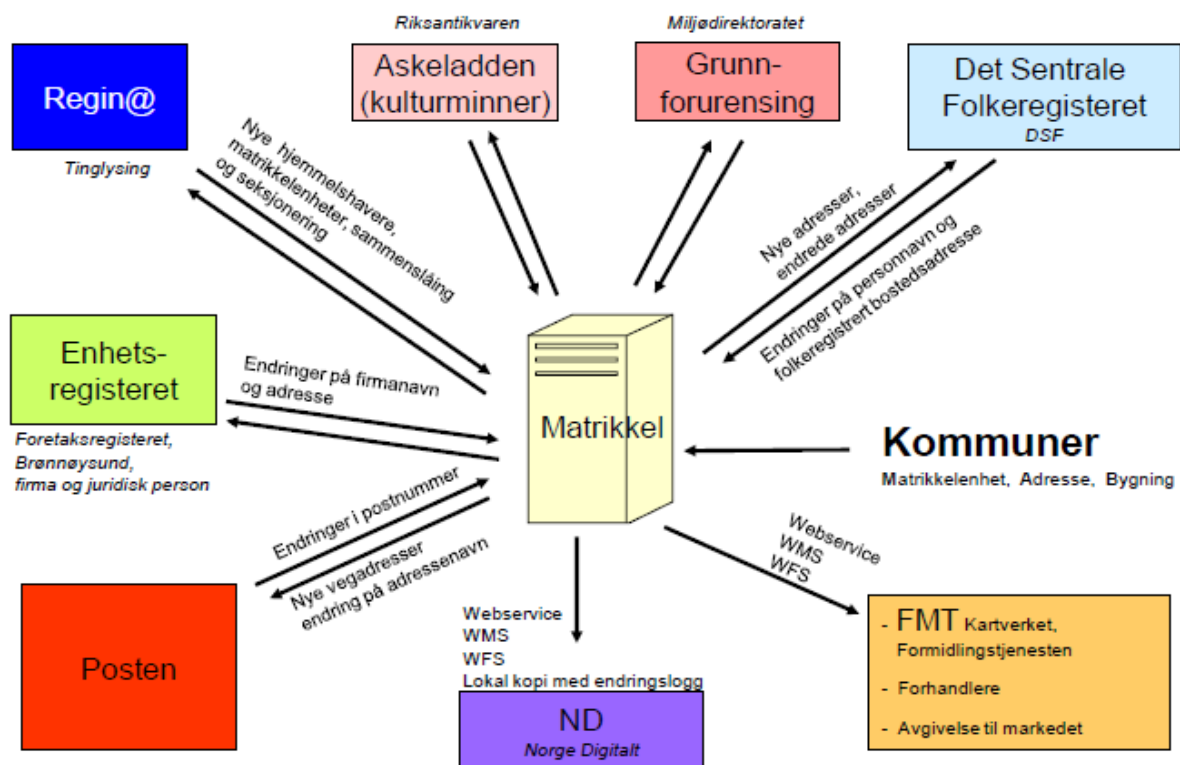 Riksantikvaren
Miljødirektoratet
Regin@
Tinglysing
Askeladden
(kulturminner)
Grunn-
forurensing
Det Sentrale
Folkeregisteret
DSF
Nye hjemmelshavere,
matrikkelenheter, sammenslåing
og seksjonering
Nye adresser,
endrede adresser
Endringer på personnavn og
folkeregistrert bostedsadresse
Enhets-
registeret
Foretaksregisteret,
Brønnøysund,
firma og juridisk person
Endringer på firmanavn
og adresse
Matrikkel
Kommuner
Matrikkelenhet, Adresse, Bygning
Endringer i postnummer
Nye vegadresser
endring på adressenavn
Posten
Webservice
WMS
WFS
Lokal kopi med endringslogg
ND
Norge Digitalt
Webservice
WMS
WFS
- FMT Kartverket,
Formidlingstjenesten
- Forhandlere
- Avgivelse til markedet